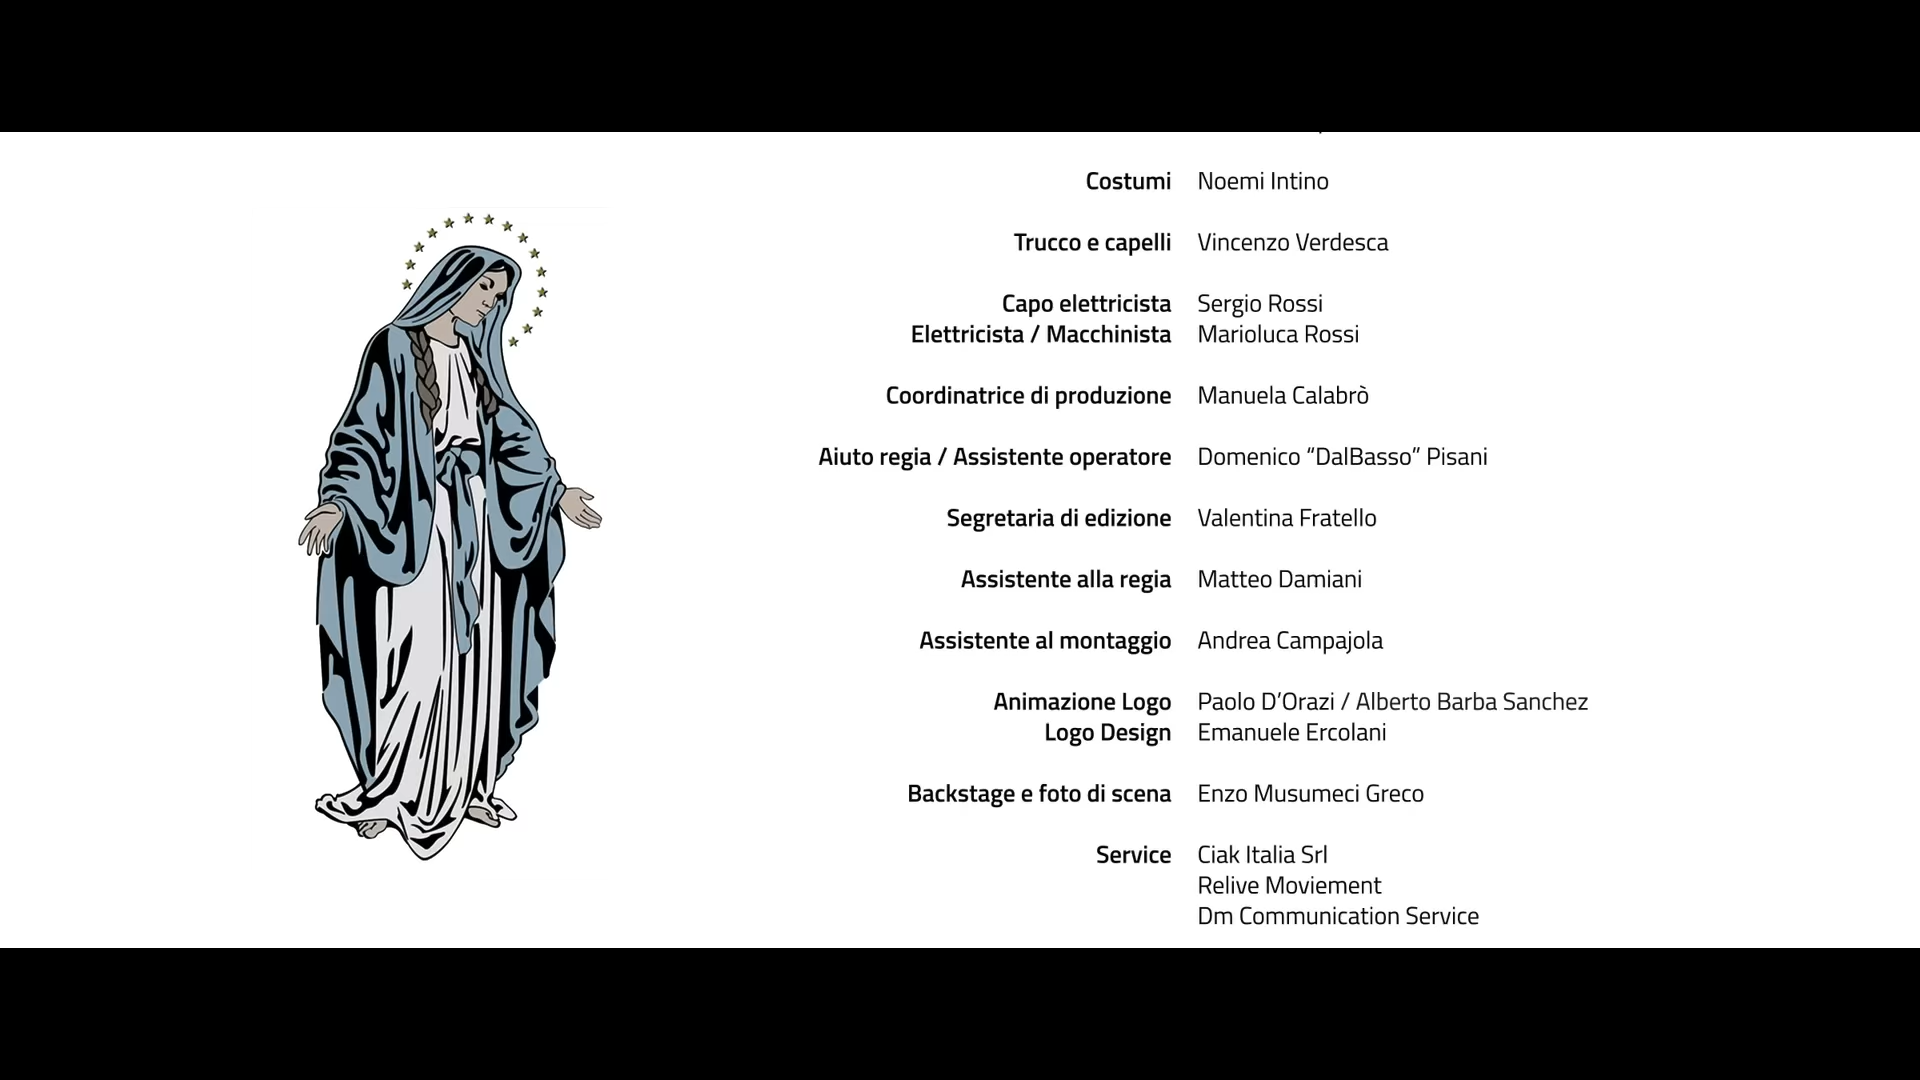 Costumi Noemi Intino
Trucco e capelli Vincenzo Verdesca
Capo elettricista Sergio Rossi
Elettricista / Macchinista Marioluca Rossi
Coordinatrice di produzione Manuela Calabrò
Aiuto regia / Assistente operatore Domenico “DalBasso” Pisani
Segretaria di edizione Valentina Fratello
Assistente alla regia Matteo Damiani
Assistente al montaggio Andrea Campajola
Animazione Logo Paolo D’Orazi / Alberto Barba Sanchez
Logo Design Emanuele Ercolani
Backstage e foto di scena Enzo Musumeci Greco
Service Ciak Italia Srl
Relive Moviement
Dm Communication Service